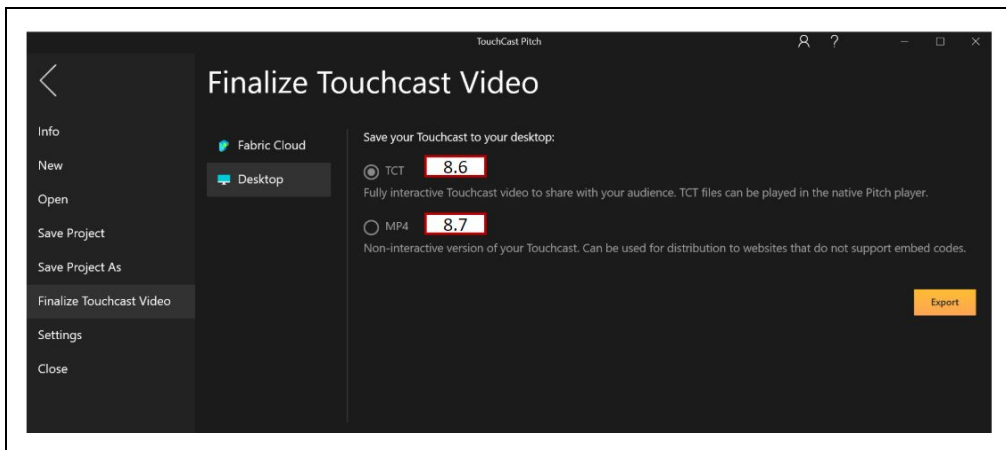 TouchCast Pitch
?
Finalize Touchcast Video
Info
New
Open
Save Project
Save Project As
Finalize Touchcast Video
Settings
Close
Fabric Cloud
Desktop
Save your Touchcast to your desktop:
TCT 8.6
Fully interactive Touchcast video to share with your audience. TCT files can be played in the native Pitch player.
MP4 8.7
Non-interactive version of your Touchcast. Can be used for distribution to websites that do not support embed codes.
Export